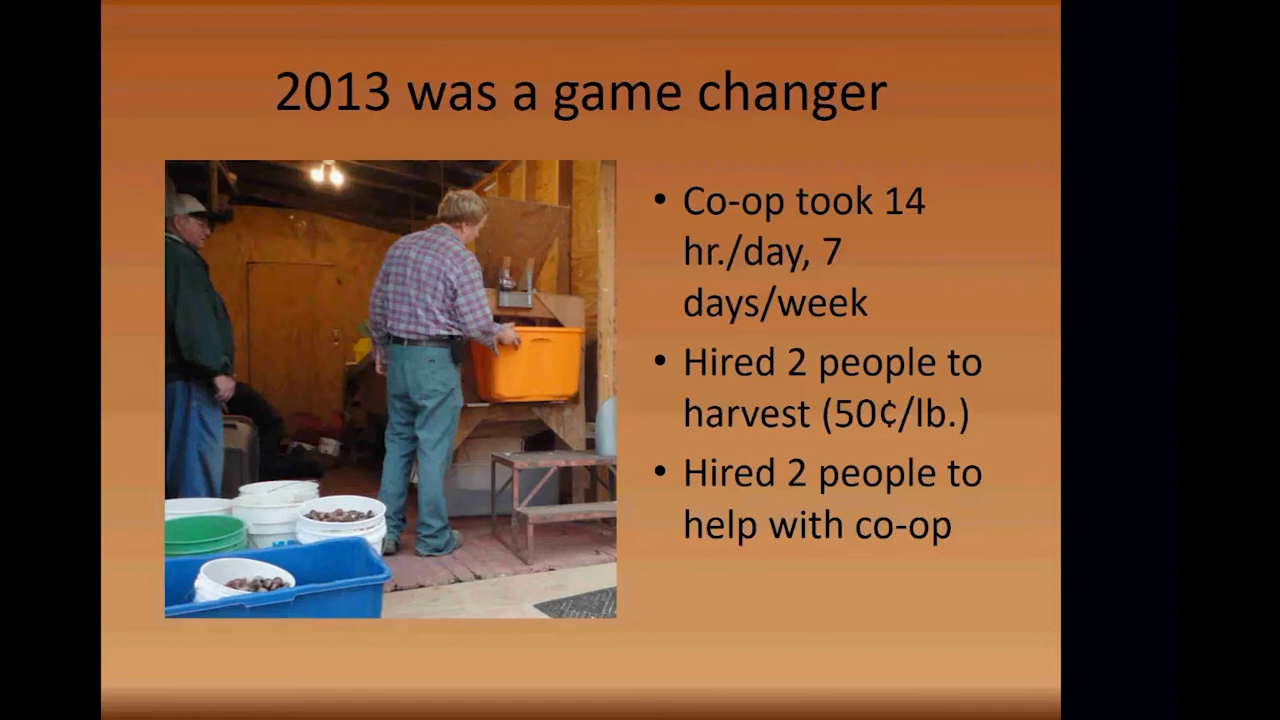 2013 was a game changer
• Co-op took 14
hr./day, 7
days/week
• Hired 2 people to
harvest (50¢/lb.)
• Hired 2 people to
help with co-op